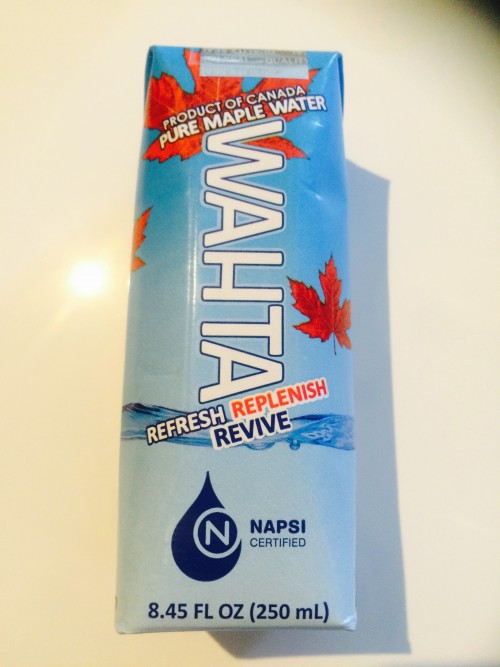 PRODUCT OF CANADA
PURE MAPLE WATER
WAHTA
REFRESH REPLENISH
REVIVE
N
NAPSI
CERTIFIED
8.45 FL OZ (250 mL)